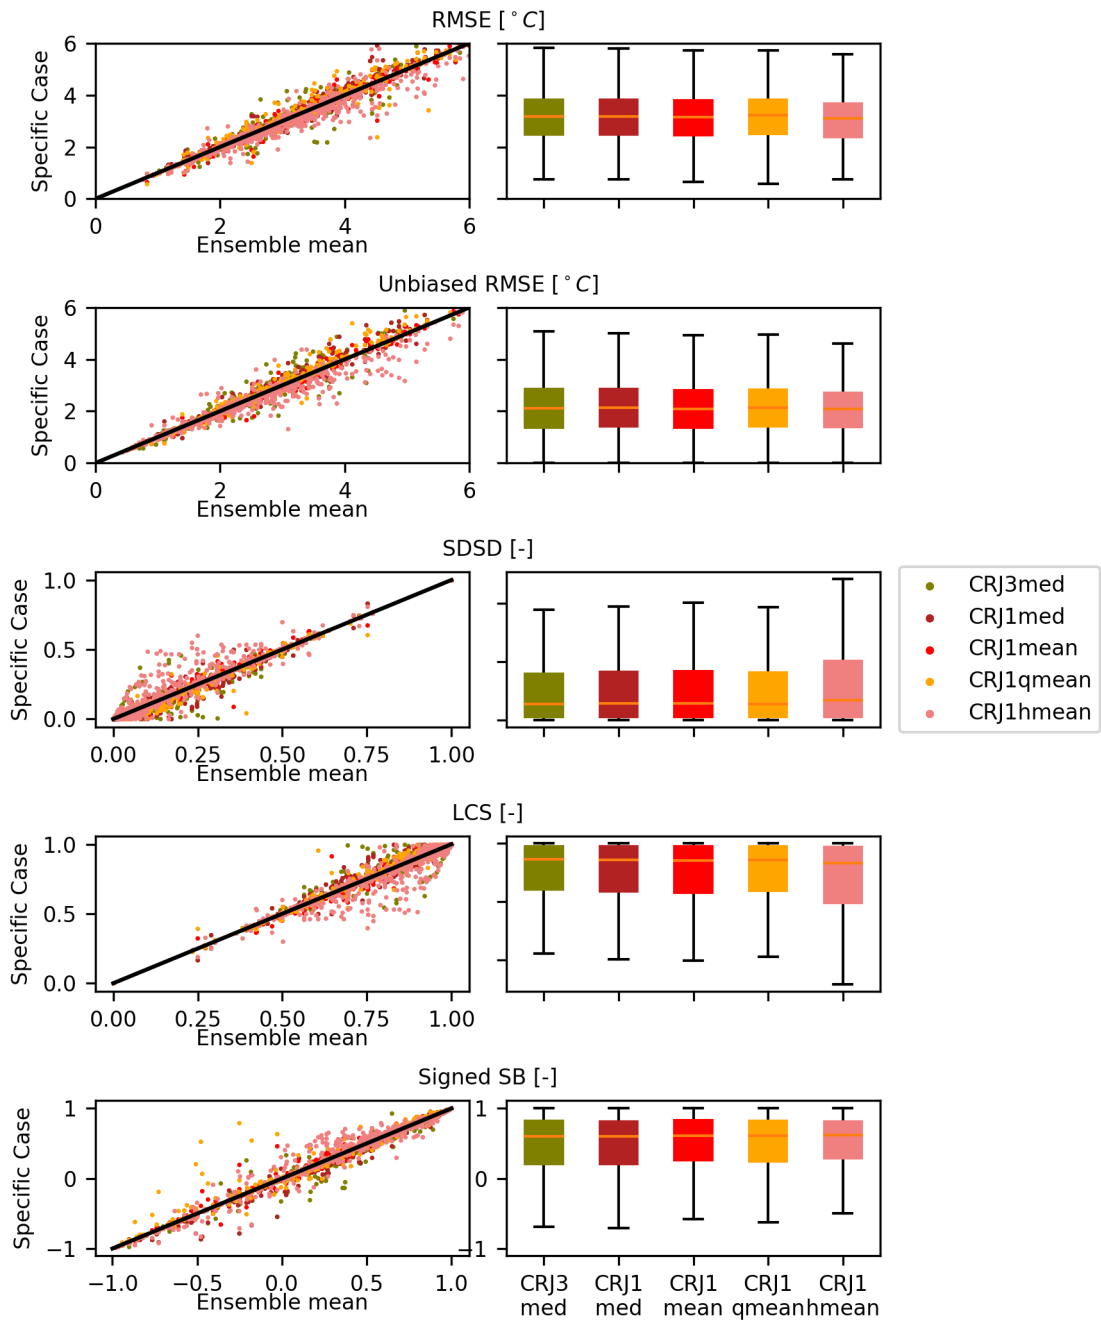 RMSE [°C]
Specific Case
6
4
2
0
0 2 4 6
Ensemble mean
Unbiased RMSE [°C]
Specific Case
6
4
2
0
0 2 4 6
Ensemble mean
SDSD [-]
Specific Case
1.0
0.5
0.0
0.00 0.25 0.50 0.75 1.00
Ensemble mean
CRJ3med
CRJ1med
CRJ1mean
CRJ1qmean
CRJ1hmean
LCS [-]
Specific Case
1.0
0.5
0.0
0.00 0.25 0.50 0.75 1.00
Ensemble mean
Signed SB [-]
Specific Case
1
0
−1
−1.0 −0.5 0.0 0.5 1.0
Ensemble mean
1
0
−1
CRJ3 CRJ1 CRJ1 CRJ1 CRJ1
med med mean qmean hmean